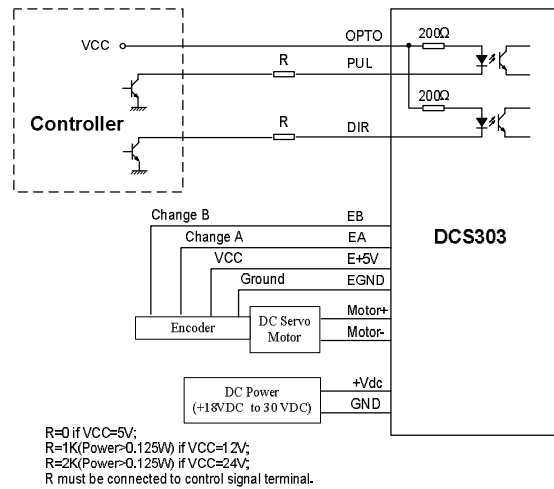 OPTO
200Ω
VCC
R
PUL
200Ω
Controller
R
DIR
Change B
EB
Change A
EA
DCS303
VCC
E+5V
Ground
EGND
Motor+
Encoder
DC Servo
Motor
Motor-
DC Power
(+18VDC to 30 VDC)
+Vdc
GND
R=0 if VCC=5V;
R=1K(Power>0.125W) if VCC=12V;
R=2K(Power>0.125W) if VCC=24V;
R must be connected to control signal terminal.